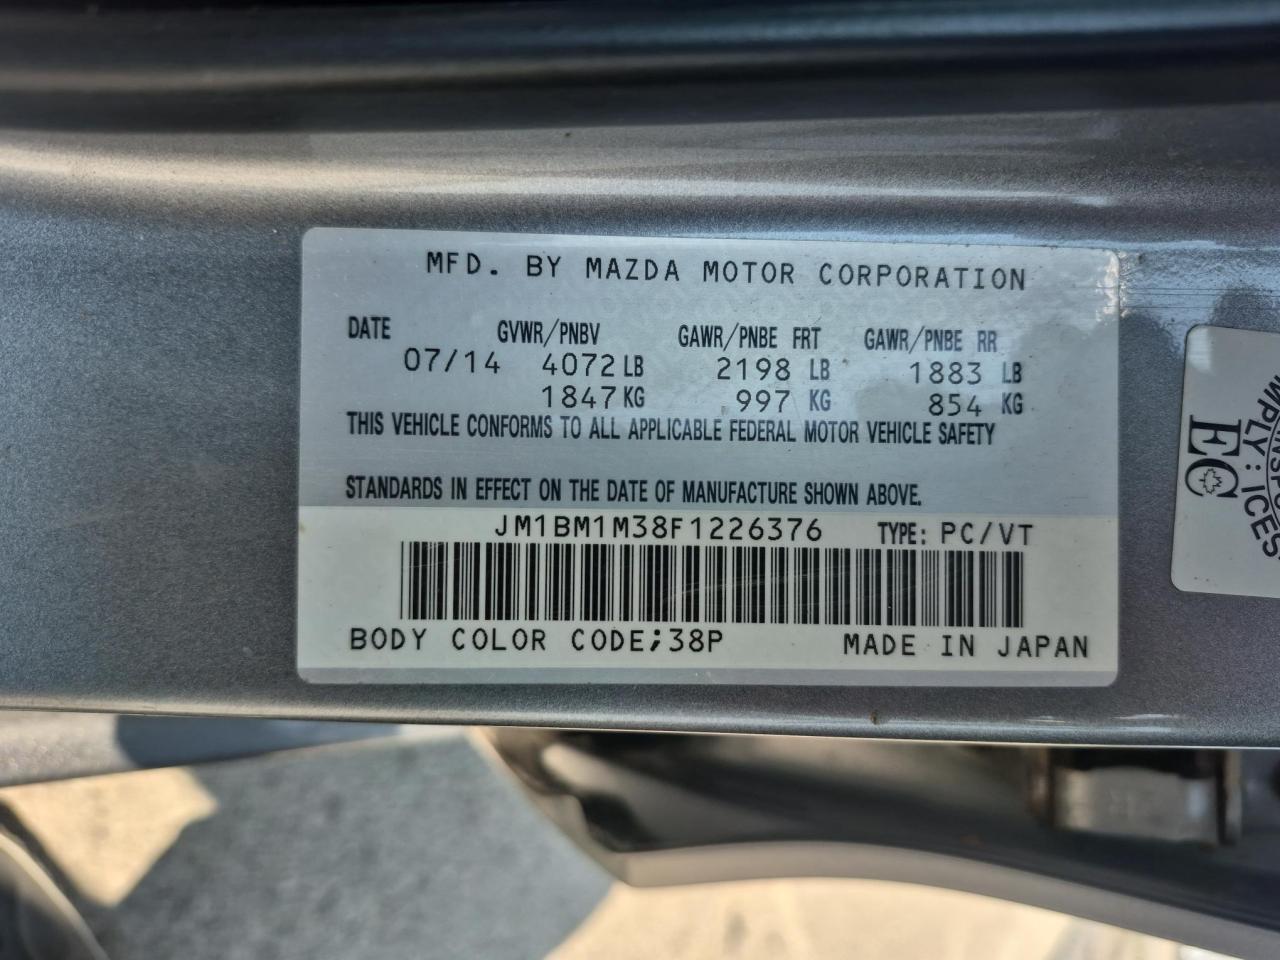 MFD. BY MAZDA MOTOR CORPORATION
DATE GVWR/PNBV GAWR/PNBE FRT GAWR/PNBE RR
07/14 4072 LB 2198 LB 1883 LB
1847 KG 997 KG 854 KG
THIS VEHICLE CONFORMS TO ALL APPLICABLE FEDERAL MOTOR VEHICLE SAFETY
STANDARDS IN EFFECT ON THE DATE OF MANUFACTURE SHOWN ABOVE.
JM1BM1M38F1226376 TYPE: PC/VT
BODY COLOR CODE;38P MADE IN JAPAN
EC